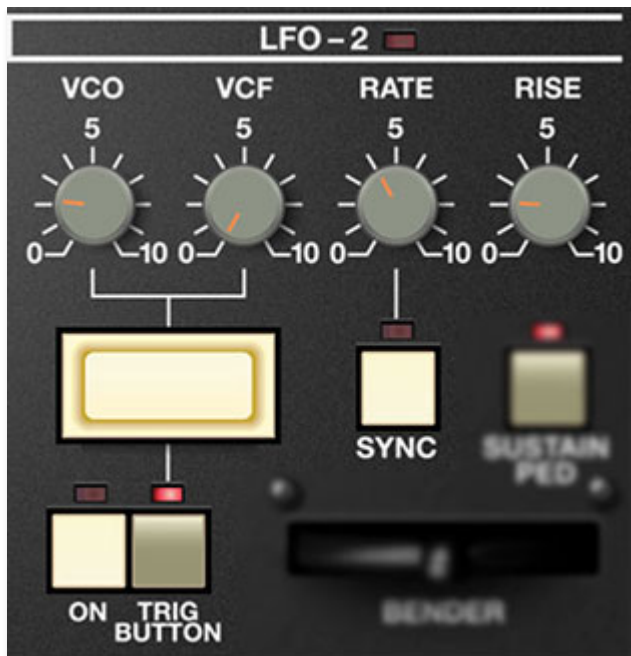 LFO – 2
VCO VCF RATE RISE
5 5 5 5
0 10 0 10 0 10 0 10
SYNC
SUSTAIN
PED
ON TRIG
BUTTON
BENDER